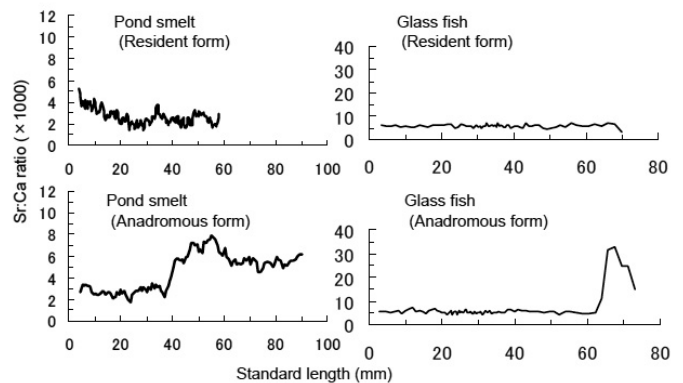 Pond smelt
(Resident form)
12
10
8
6
4
2
0
0 20 40 60 80 100
Glass fish
(Resident form)
40
30
20
10
0
0 20 40 60 80
Sr:Ca ratio (×1000)
Pond smelt
(Anadromous form)
12
10
8
6
4
2
0
0 20 40 60 80 100
Glass fish
(Anadromous form)
40
30
20
10
0
0 20 40 60 80
Standard length (mm)